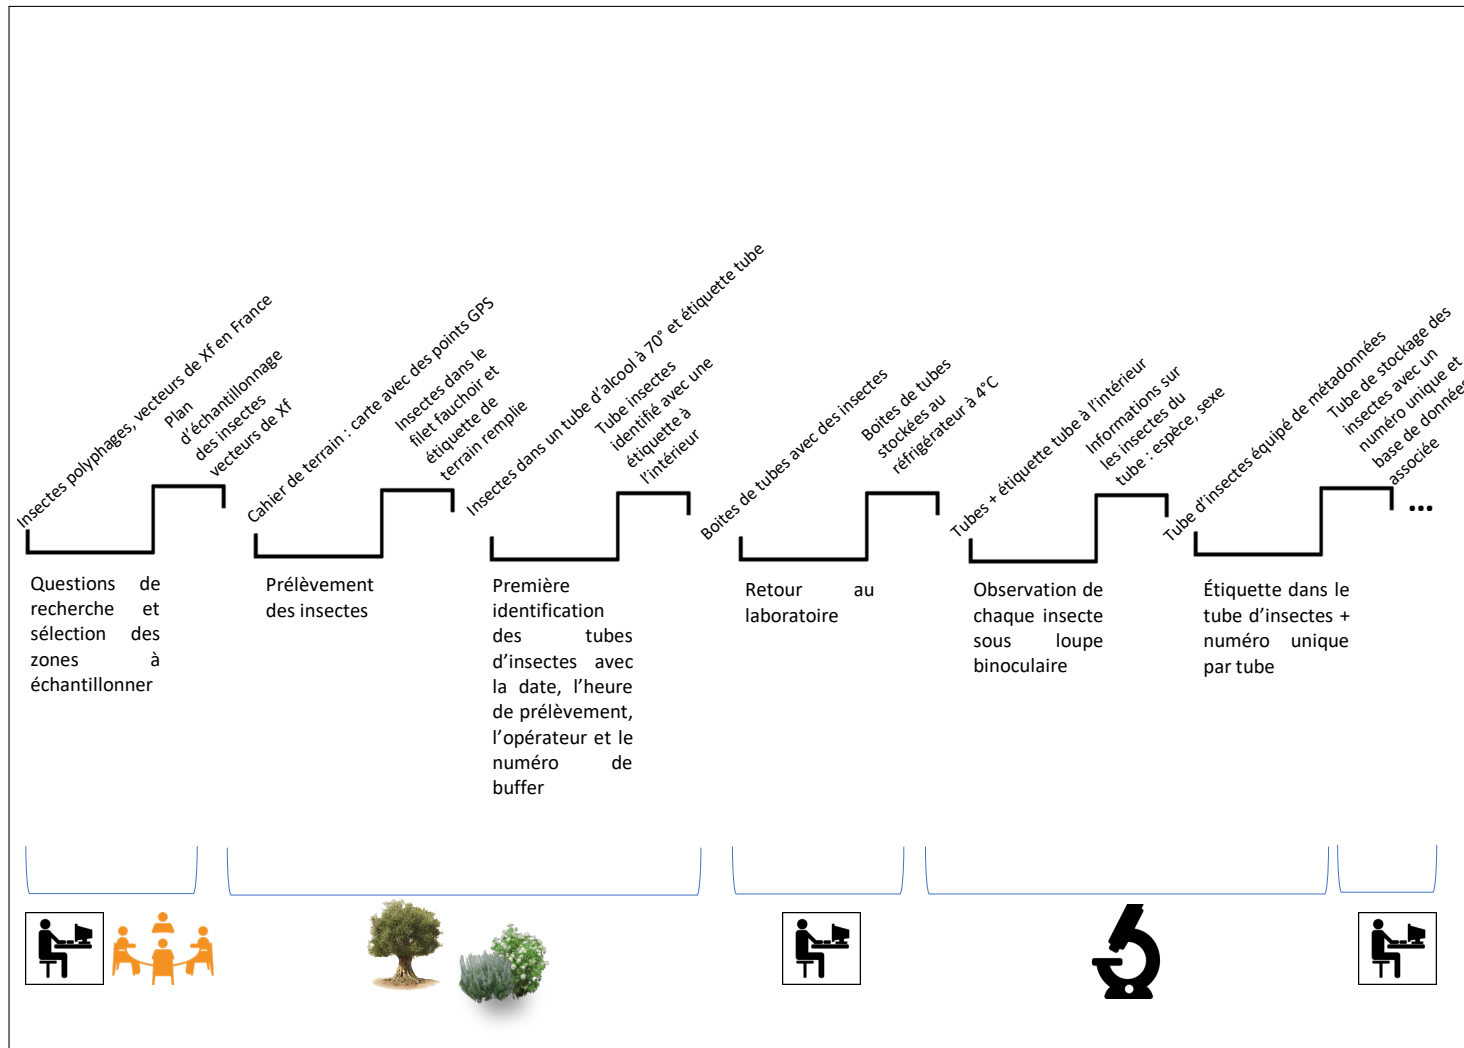 Insectes polyphages, vecteurs de Xf en France
Plan
d’échantillonnage
des insectes
vecteurs de Xf
Cahier de terrain : carte avec des points GPS
Insectes dans le
filet fauchoir et
étiquette de
terrain remplie
Insectes dans un tube d’alcool à 70° et étiquette tube
Tube insectes
identifié avec une
étiquette à
l’intérieur
Boites de tubes avec des insectes
Boites de tubes
stockées au
réfrigérateur à 4°C
Tubes + étiquette tube à l’intérieur
Informations sur
les insectes du
tube : espèce, sexe
Tube d’insectes équipé de métadonnées
Tube de stockage des
insectes avec un
numéro unique et
base de données
associée
...
Questions de
recherche et
sélection des
zones à
échantillonner
Prélèvement
des insectes
Première
identification
des tubes
d’insectes avec
la date, l’heure
de prélèvement,
l’opérateur et le
numéro de
buffer
Retour au
laboratoire
Observation de
chaque insecte
sous loupe
binoculaire
Étiquette dans le
tube d’insectes +
numéro unique
par tube